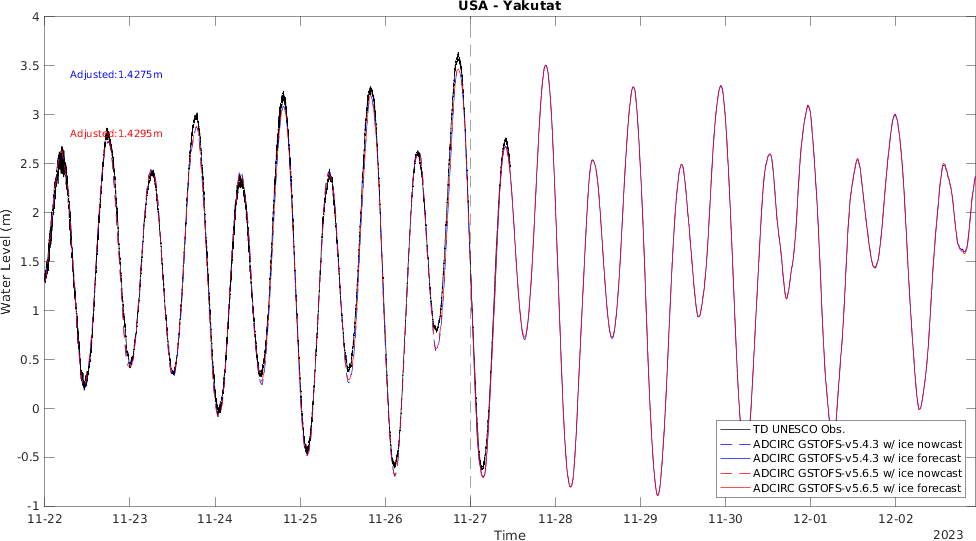 USA - Yakutat
4
3.5
3
2.5
2
1.5
1
0.5
0
-0.5
-1
Water Level (m)
Adjusted:1.4275m
Adjusted:1.4295m
TD UNESCO Obs.
ADCIRC GSTOFS-v5.4.3 w/ ice nowcast
ADCIRC GSTOFS-v5.4.3 w/ ice forecast
ADCIRC GSTOFS-v5.6.5 w/ ice nowcast
ADCIRC GSTOFS-v5.6.5 w/ ice forecast
11-22 11-23 11-24 11-25 11-26 11-27 11-28 11-29 11-30 12-01 12-02
Time
2023